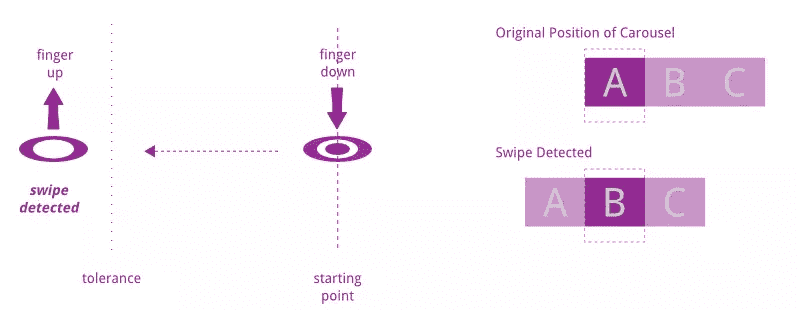 finger
up
finger
down
swipe
detected
tolerance
starting
point
Original Position of Carousel
A B C
Swipe Detected
A B C